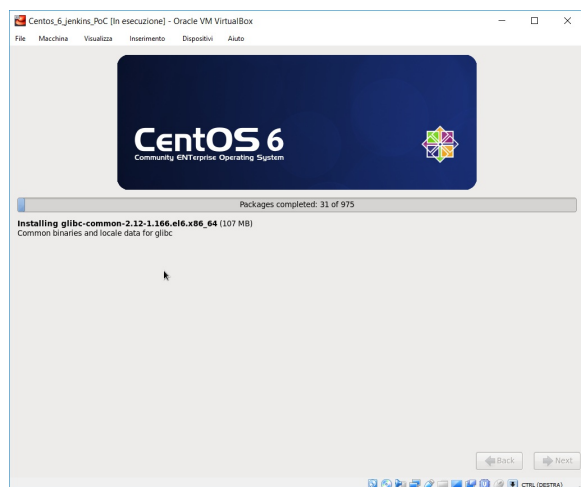 Centos_6_jenkins_PoC [In esecuzione] - Oracle VM VirtualBox
File Macchina Visualizza Inserimento Dispositivi Aiuto
CentOS 6
Community ENTerprise Operating System
Packages completed: 31 of 975
Installing glibc-common-2.12-1.166.el6.x86_64 (107 MB)
Common binaries and locale data for glibc
Back Next
CTRL (DESTRA)